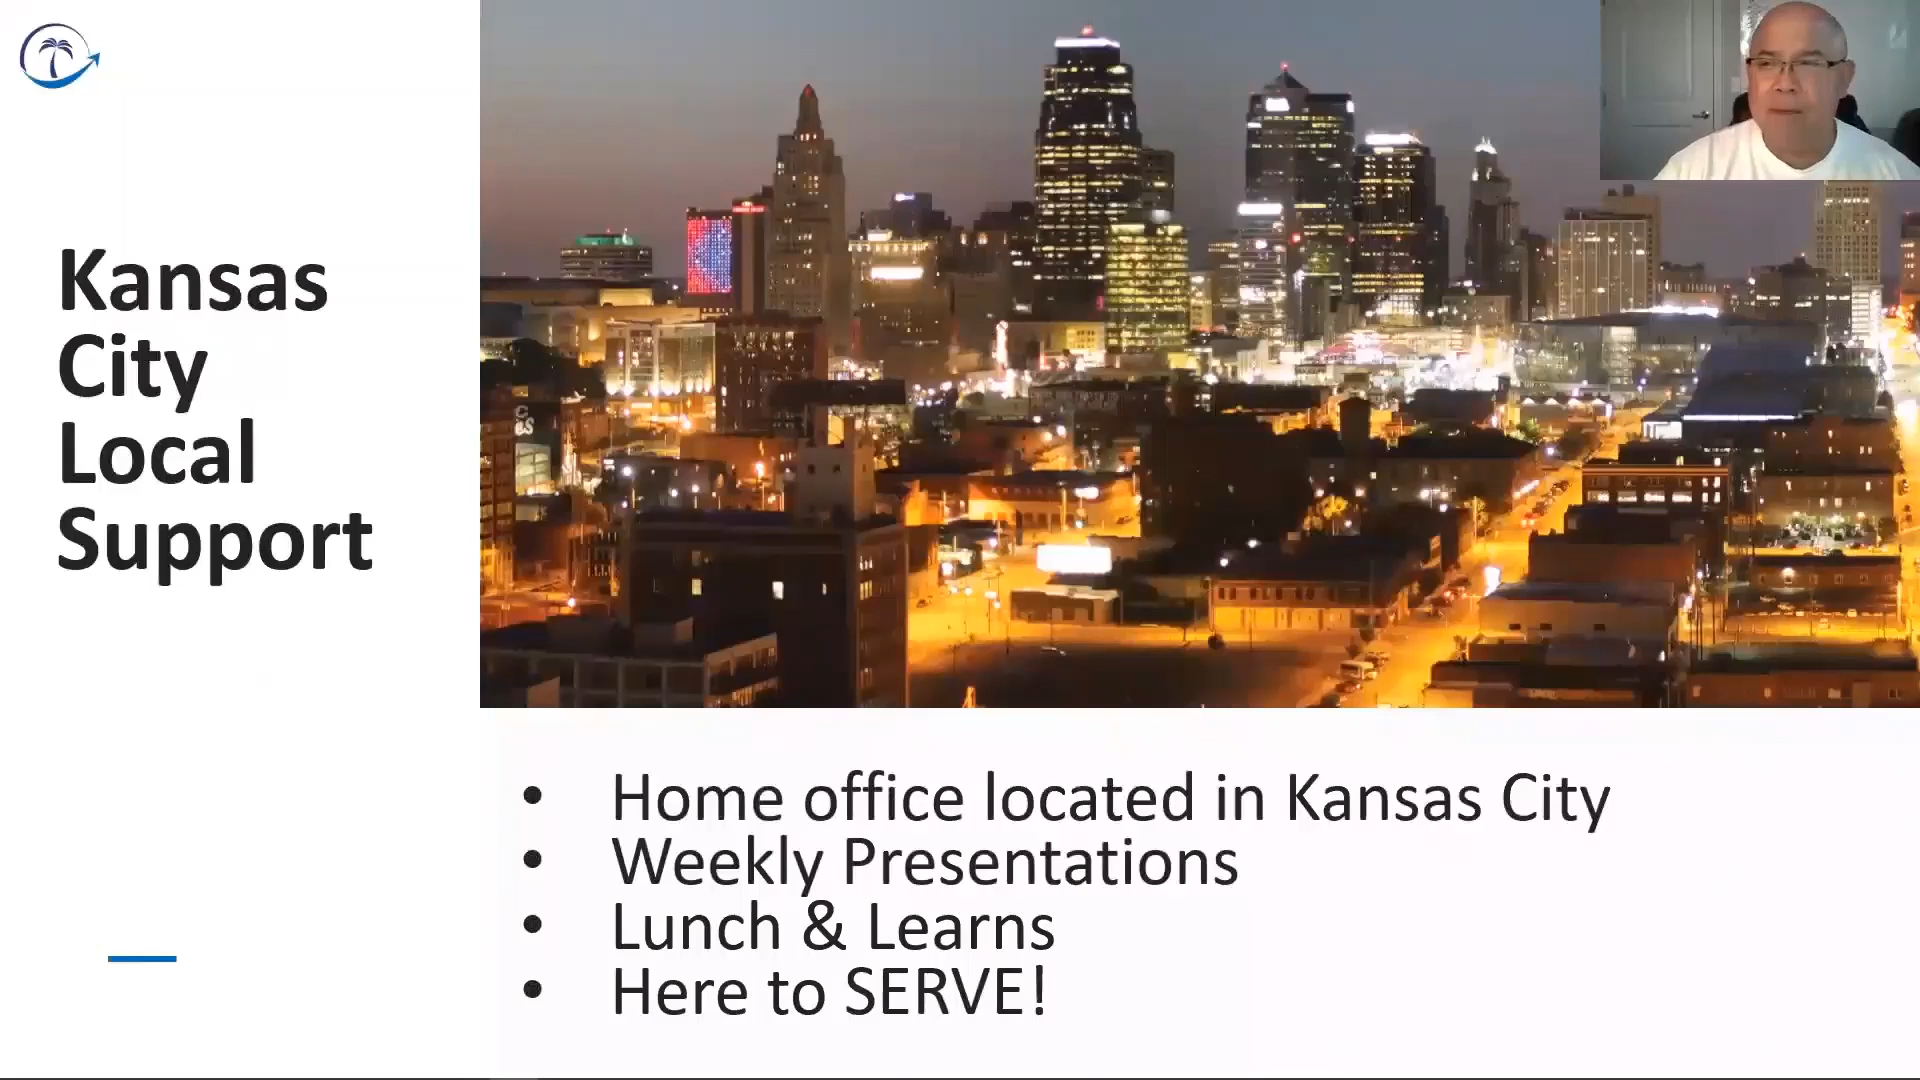 Kansas
City
Local
Support
• Home office located in Kansas City
• Weekly Presentations
• Lunch & Learns
• Here to SERVE!